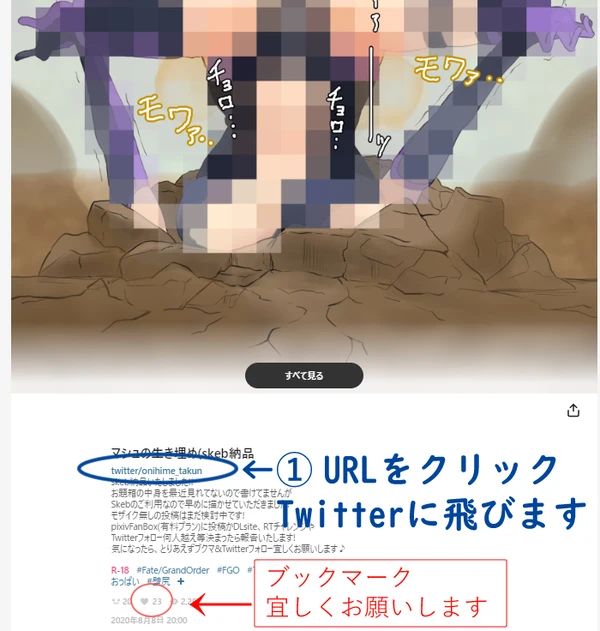 ァ
モワァ‥
チョロ…
モワァ‥
チョロ…
ッ
すべて見る
マシュの生き埋め(skeb納品
twitter/onihime_takun
① URLをクリック
Skeb納品いたしました!!
お題箱の中身を最近見れてないので書けてませんが
Skebのご利用なので早めに描かせていただきまし
Twitterに飛びます
モザイク無しの投稿はまだ検討中です!
pixivFanBox(有料プラン)に投稿かDLsite、RTチャレンジや
Twitterフォロー何人越え等決まったら報告いたします!
気になったら、とりあえずブクマ&Twitterフォロー宜しくお願いします♪
R-18 #Fate/GrandOrder #FGO
おっぱい #壁尻 +
ブックマーク
宜しくお願いします
23
2020年6月8日 20:00